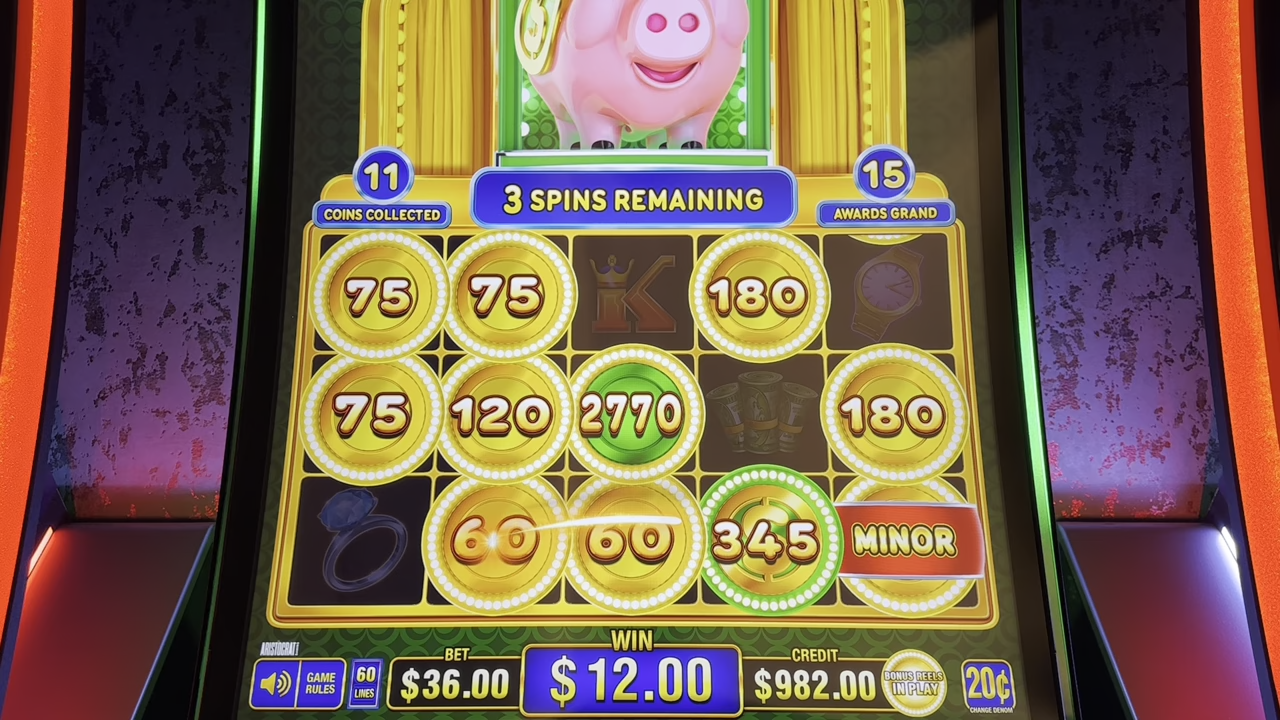 11
COINS COLLECTED
3 SPINS REMAINING
15
AWARDS GRAND
75
75
K
180
75
120
2770
180
60
60
345
MINOR
ARISTOCRAT
GAME
RULES
60
LINES
BET
$36.00
WIN
$12.00
CREDIT
$982.00
BONUS REELS
IN PLAY
20¢
CHANGE DENOM